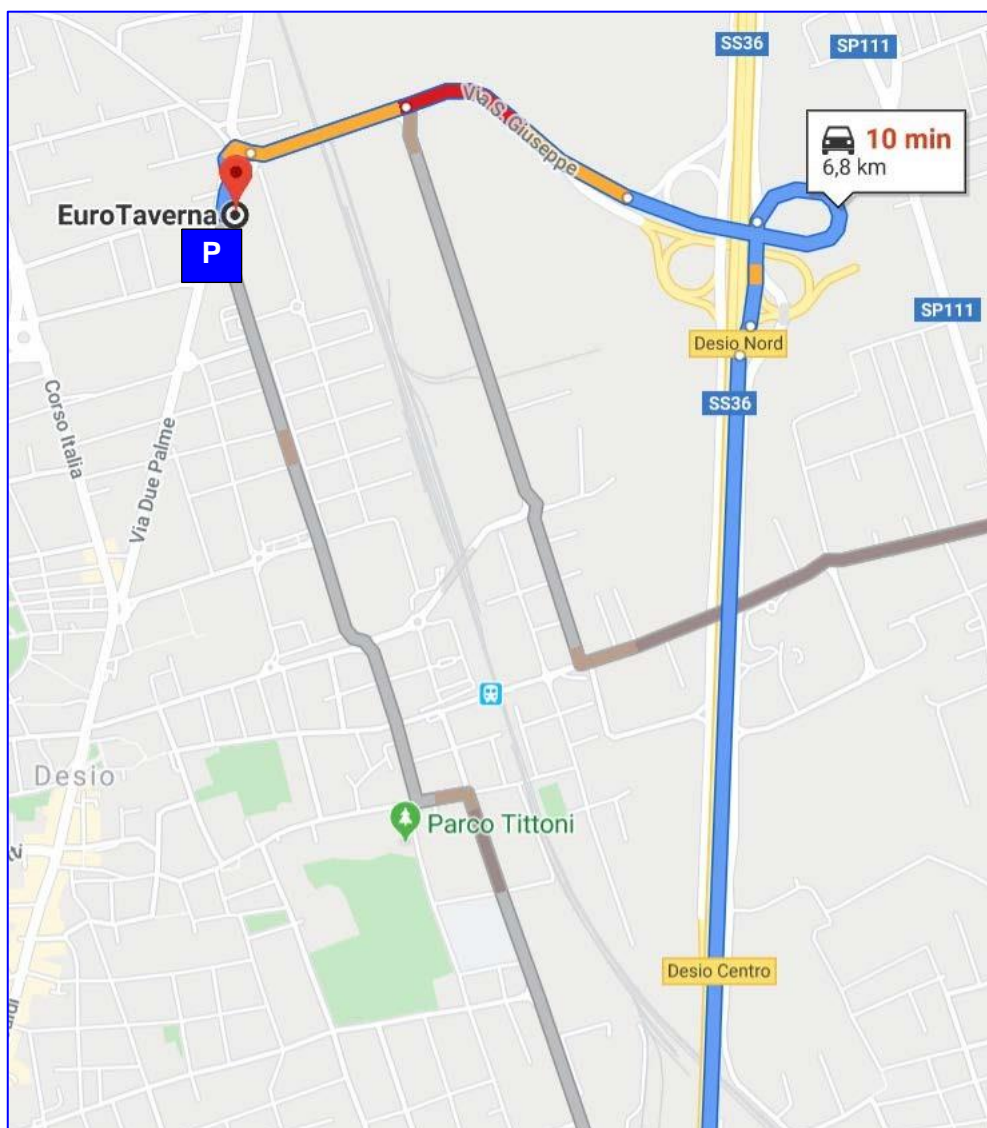 SS36
SP111
Via S. Giuseppe
10 min
6,8 km
EuroTaverna
P
SP111
Desio Nord
SS36
Corso Italia
Via Due Palme
Desio
Parco Tittoni
Desio Centro